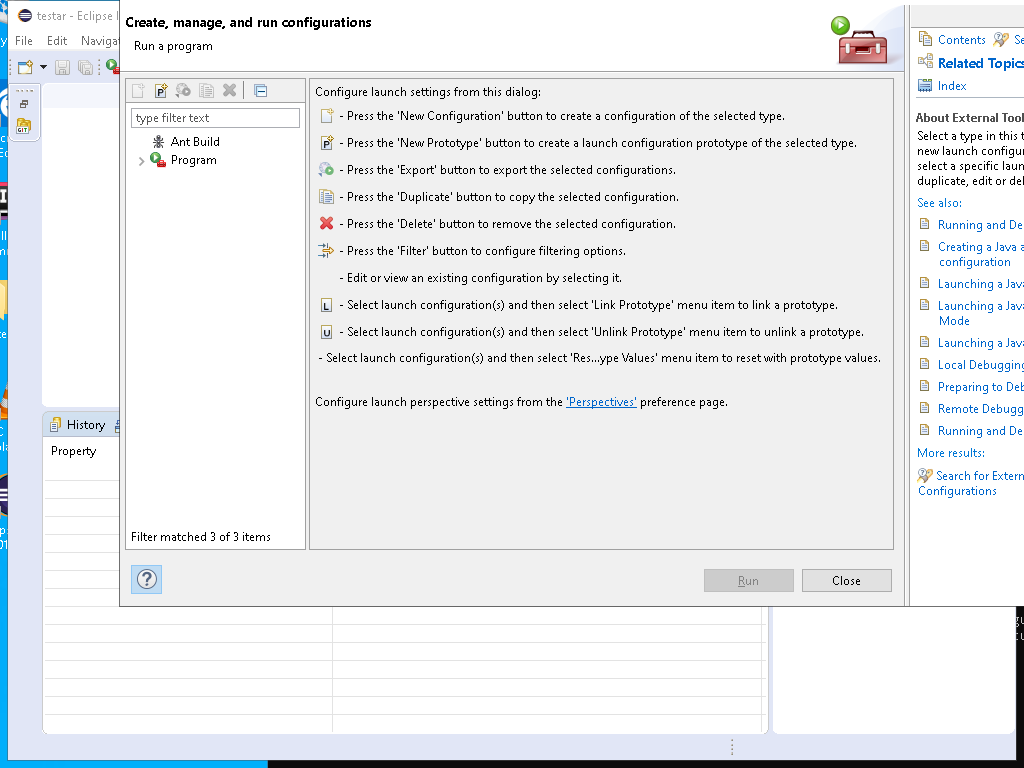 testar - Eclipse I
File Edit Navigat
Create, manage, and run configurations
Run a program
type filter text
Ant Build
Program
Filter matched 3 of 3 items
Configure launch settings from this dialog:
- Press the 'New Configuration' button to create a configuration of the selected type.
- Press the 'New Prototype' button to create a launch configuration prototype of the selected type.
- Press the 'Export' button to export the selected configurations.
- Press the 'Duplicate' button to copy the selected configuration.
- Press the 'Delete' button to remove the selected configuration.
- Press the 'Filter' button to configure filtering options.
- Edit or view an existing configuration by selecting it.
L - Select launch configuration(s) and then select 'Link Prototype' menu item to link a prototype.
U - Select launch configuration(s) and then select 'Unlink Prototype' menu item to unlink a prototype.
- Select launch configuration(s) and then select 'Res...ype Values' menu item to reset with prototype values.
Configure launch perspective settings from the 'Perspectives' preference page.
Run
Close
History
Property
GIT
Contents Se
Related Topics
Index
About External Tool
Select a type in this t
new launch configur
select a specific laun
duplicate, edit or del
See also:
Running and De
Creating a Java a
configuration
Launching a Java
Launching a Java
Mode
Launching a Java
Local Debugging
Preparing to Deb
Remote Debugg
Running and De
More results:
Search for Extern
Configurations